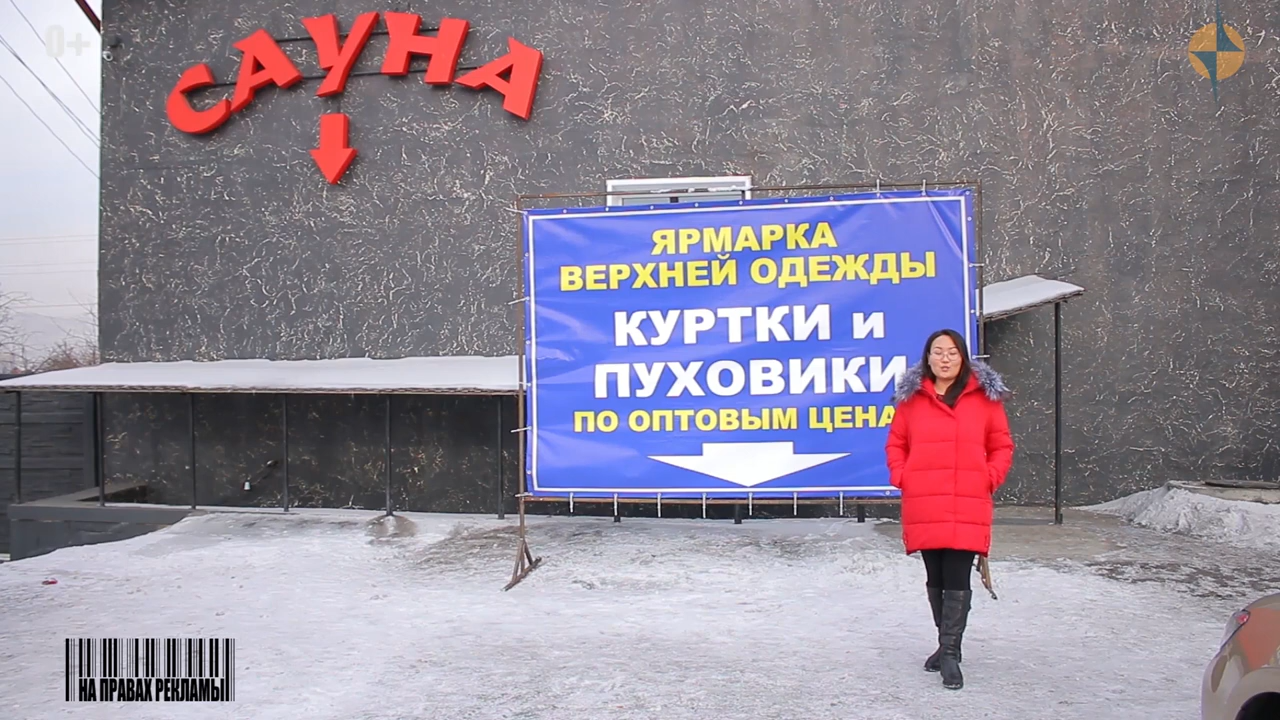 0+
САУНА
ЯРМАРКА
ВЕРХНЕЙ ОДЕЖДЫ
КУРТКИ и
ПУХОВИКИ
ПО ОПТОВЫМ ЦЕНА
НА ПРАВАХ РЕКЛАМЫ